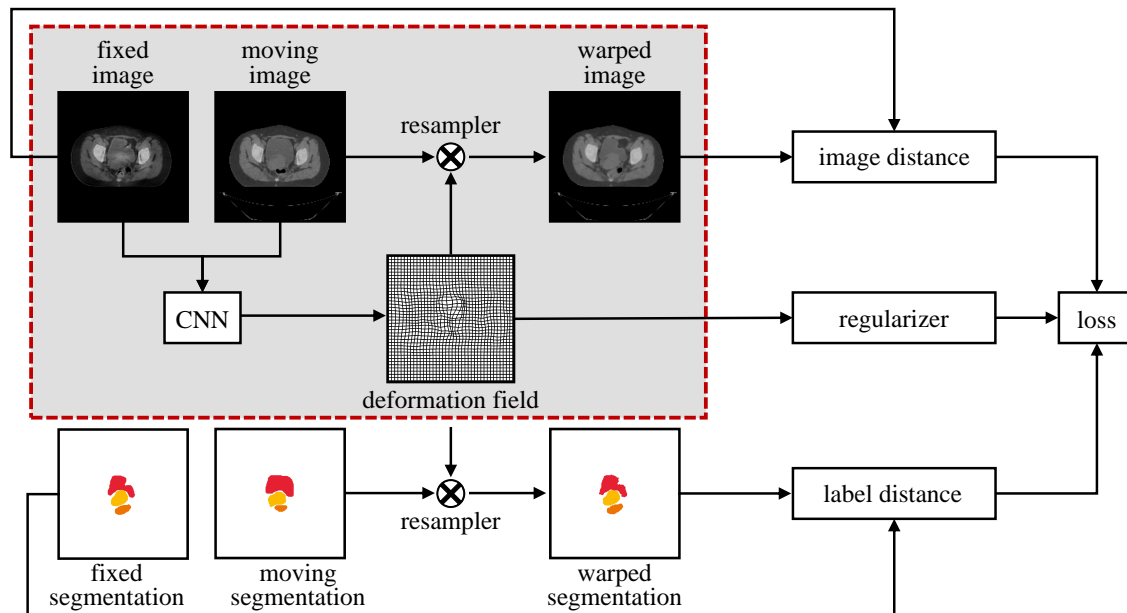 fixed
image
moving
image
warped
image
resampler
image distance
CNN
regularizer
loss
deformation field
label distance
resampler
fixed
segmentation
moving
segmentation
warped
segmentation